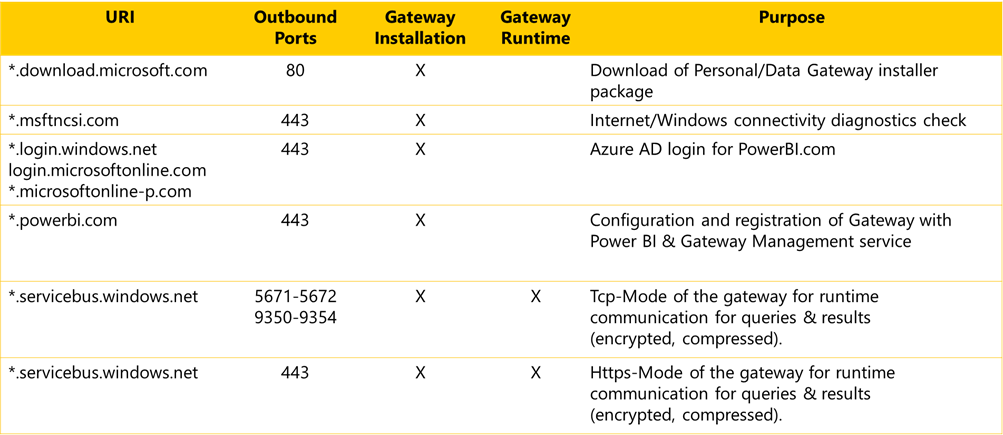 URI
Outbound
Ports
Gateway
Installation
Gateway
Runtime
Purpose
*.download.microsoft.com
80
X
Download of Personal/Data Gateway installer
package
*.msftncsi.com
443
X
Internet/Windows connectivity diagnostics check
*.login.windows.net
login.microsoftonline.com
*.microsoftonline-p.com
443
X
Azure AD login for PowerBI.com
*.powerbi.com
443
X
Configuration and registration of Gateway with
Power BI & Gateway Management service
*.servicebus.windows.net
5671-5672
9350-9354
X
X
Tcp-Mode of the gateway for runtime
communication for queries & results
(encrypted, compressed).
*.servicebus.windows.net
443
X
X
Https-Mode of the gateway for runtime
communication for queries & results
(encrypted, compressed).